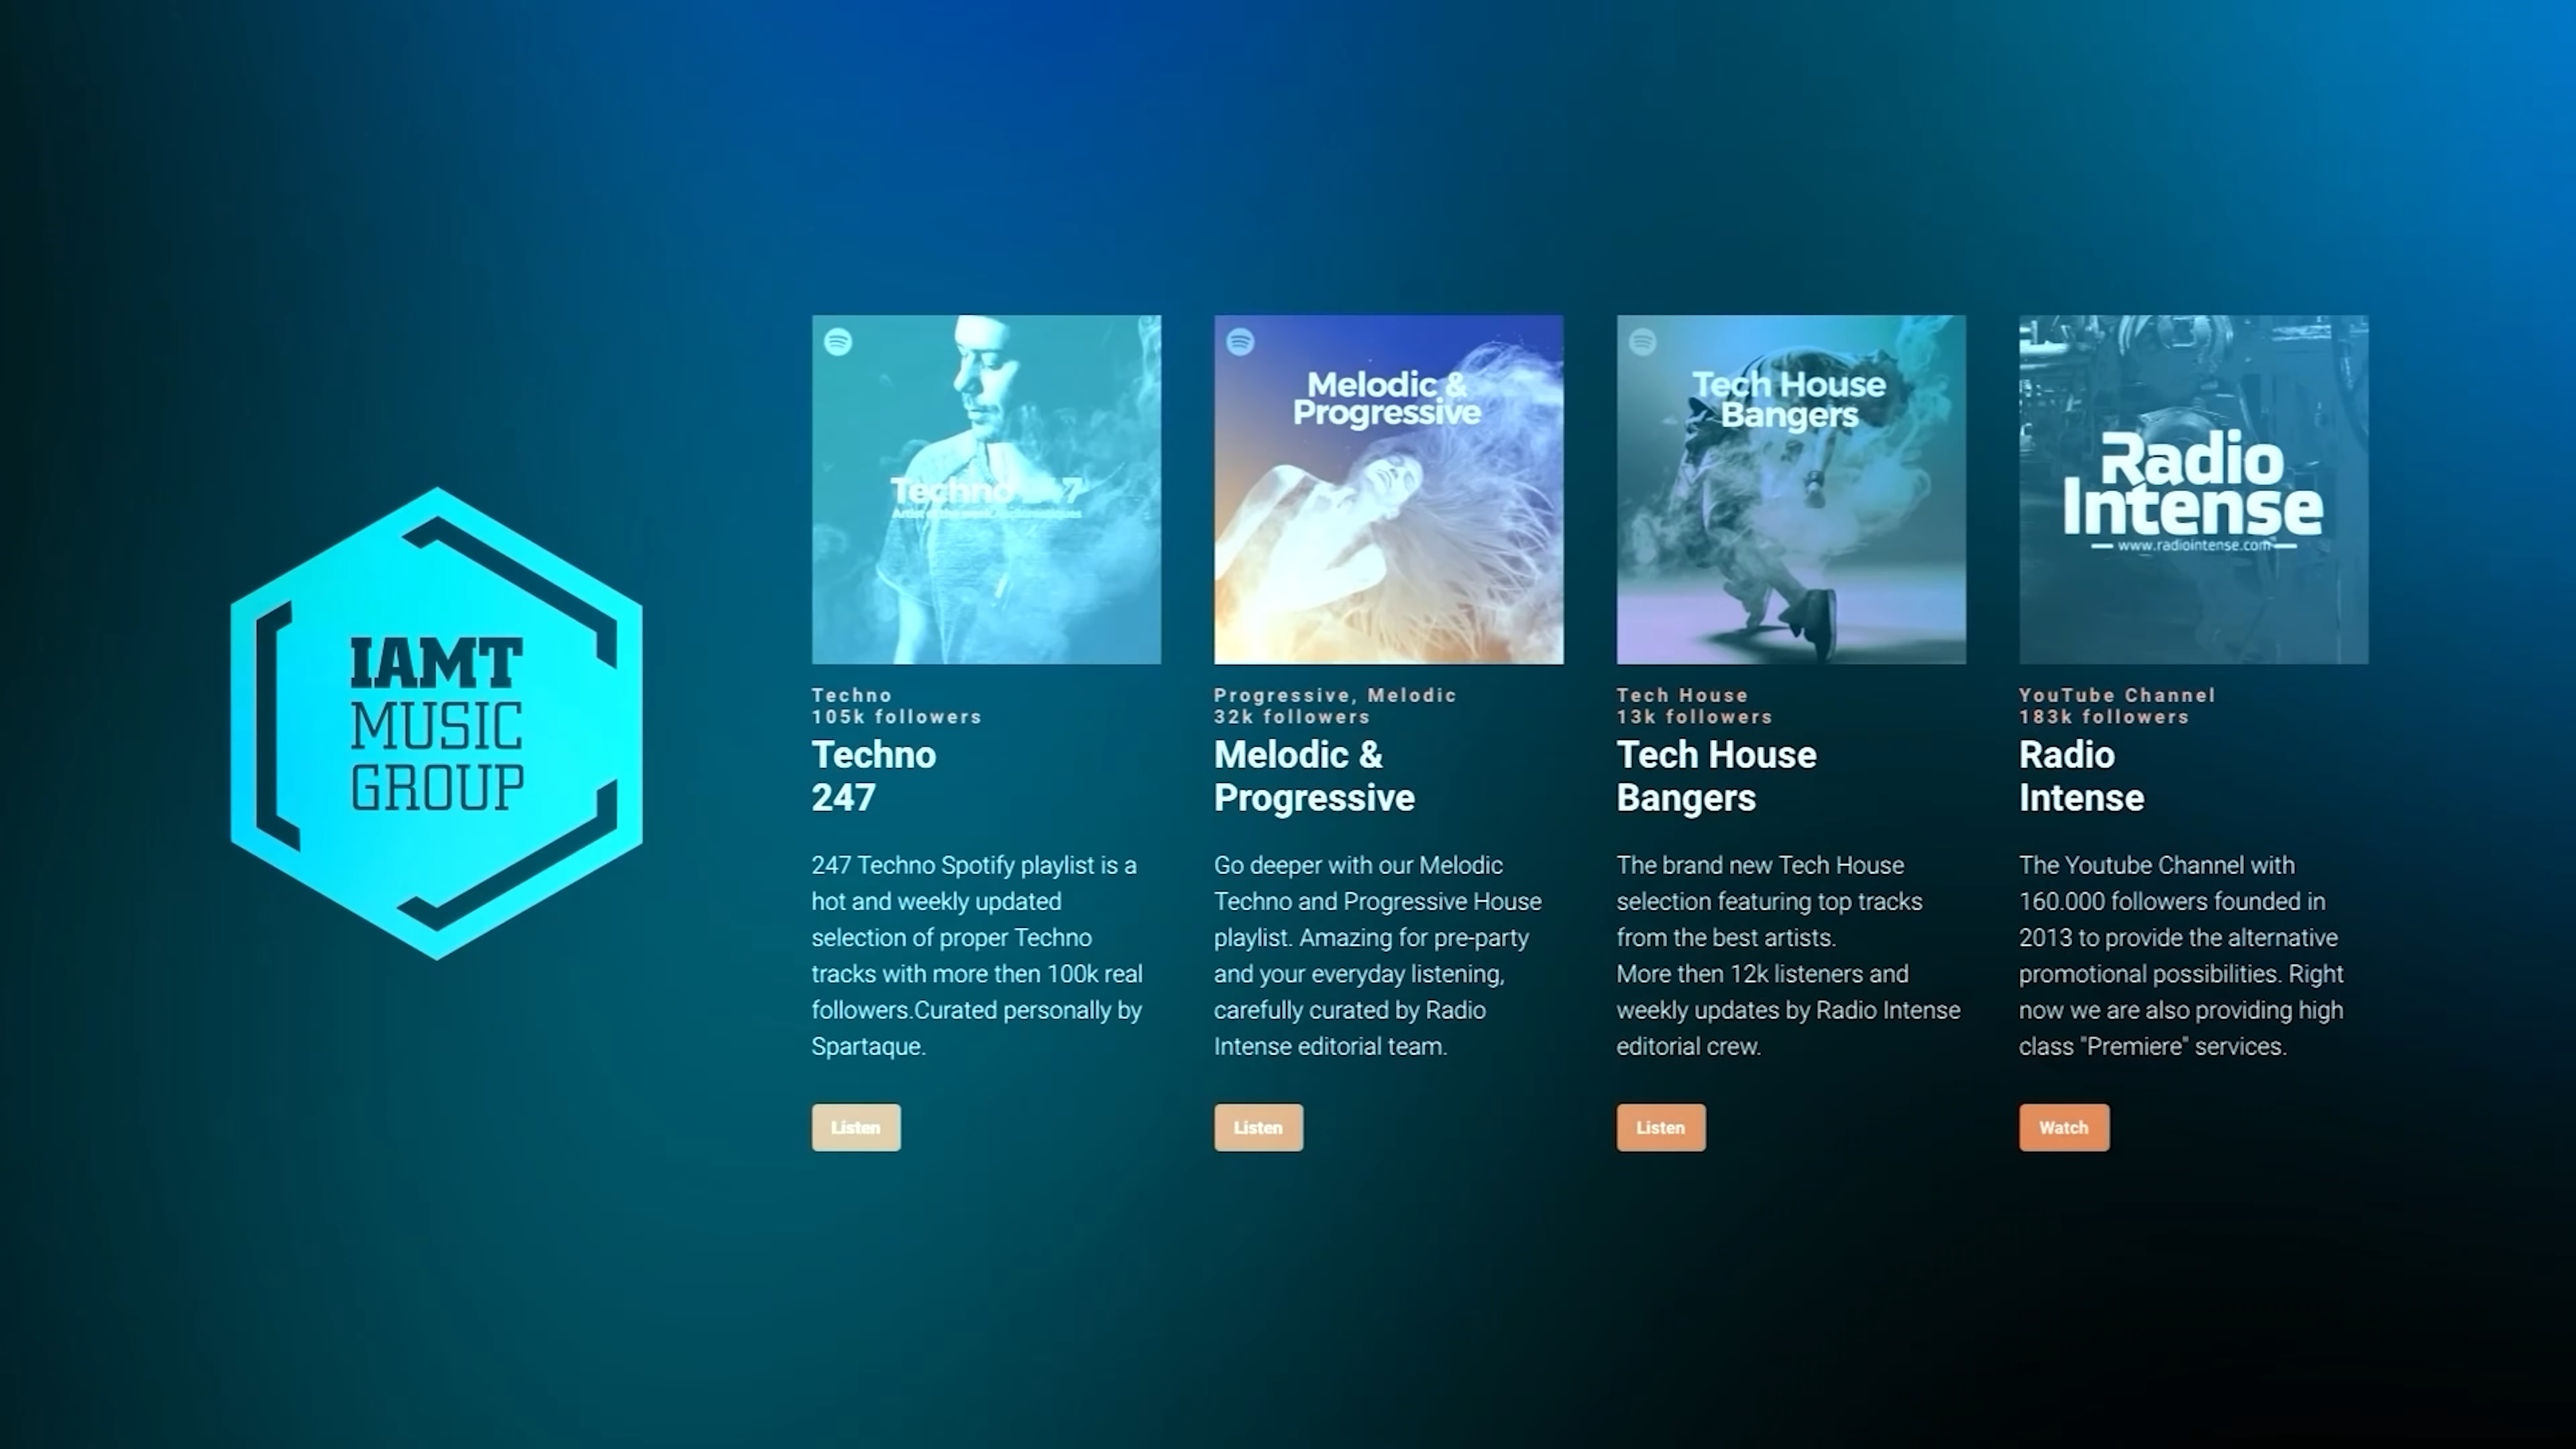 IAMT
MUSIC
GROUP
Techno 247
Melodic &
Progressive
Tech House
Bangers
Radio
Intense
www.radiointense.com
Techno
105k followers
Techno
247
247 Techno Spotify playlist is a
hot and weekly updated
selection of proper Techno
tracks with more then 100k real
followers.Curated personally by
Spartaque.
Listen
Progressive, Melodic
32k followers
Melodic &
Progressive
Go deeper with our Melodic
Techno and Progressive House
playlist. Amazing for pre-party
and your everyday listening,
carefully curated by Radio
Intense editorial team.
Listen
Tech House
13k followers
Tech House
Bangers
The brand new Tech House
selection featuring top tracks
from the best artists.
More then 12k listeners and
weekly updates by Radio Intense
editorial crew.
Listen
YouTube Channel
183k followers
Radio
Intense
The Youtube Channel with
160.000 followers founded in
2013 to provide the alternative
promotional possibilities. Right
now we are also providing high
class "Premiere" services.
Watch